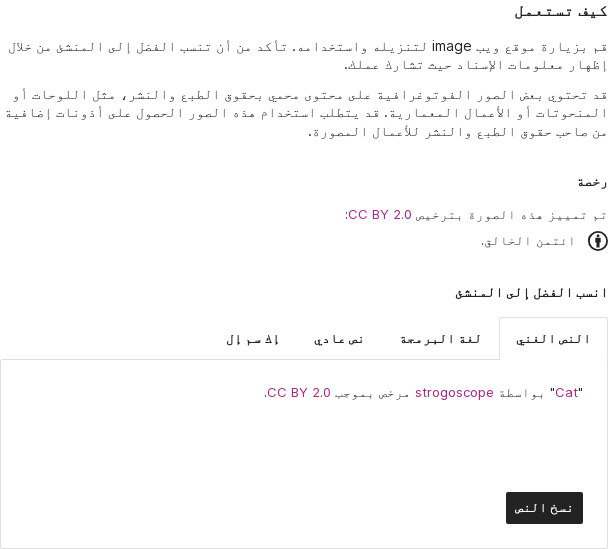 كيف تستعمل
قم بزيارة موقع ويب image لتنزيله واستخدامه. تأكد من أن تنسب الفضل إلى المنشئ من خلال
إظهار معلومات الإسناد حيث تشارك عملك.
قد تحتوي بعض الصور الفوتوغرافية على محتوى محمي بحقوق الطبع والنشر، مثل اللوحات أو
المنحوتات أو الأعمال المعمارية. قد يتطلب استخدام هذه الصور الحصول على أذونات إضافية
من صاحب حقوق الطبع والنشر للأعمال المصورة.
رخصة
تم تمييز هذه الصورة بترخيص CC BY 2.0:
ائتمن الخالق.
انسب الفضل إلى المنشئ
النص الغني
لغة البرمجة
نص عادي
إك سم إل
"Cat" بواسطة strogoscope مرخص بموجب CC BY 2.0.
نسخ النص